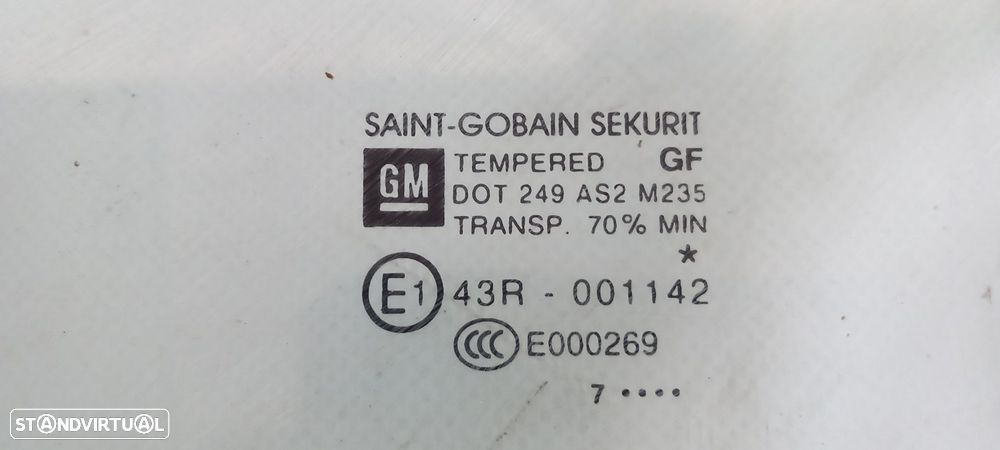 SAINT-GOBAIN SEKURIT
GM TEMPERED GF
DOT 249 AS2 M235
TRANSP. 70% MIN
*
E1 43R - 001142
CCC E000269
7 ••••
STANDVIRTUAL